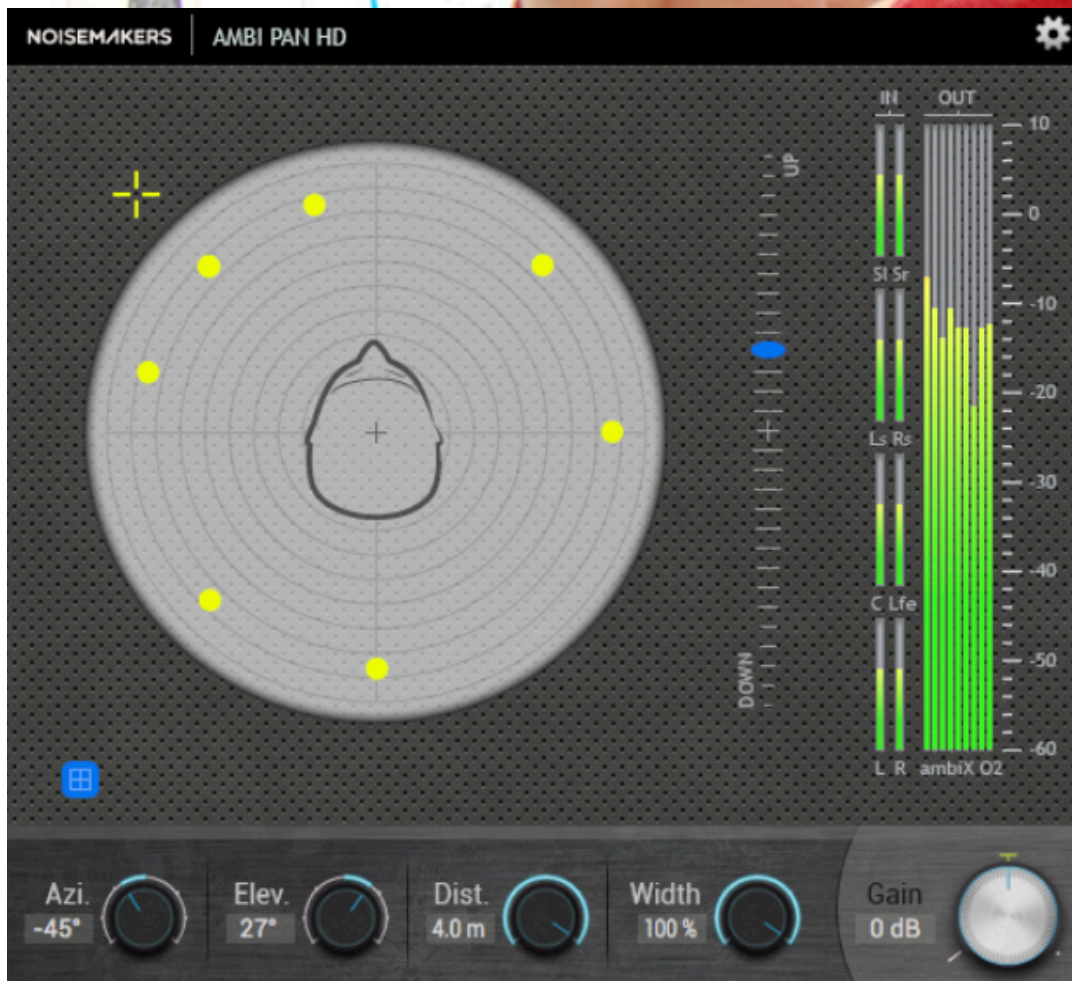 NOISEMAKERS AMBI PAN HD
IN OUT
10
UP
0
Sl Sr
-10
-20
Ls Rs
-30
-40
C Lfe
DOWN
-50
-60
L R ambiX O2
Azi. Elev. Dist. Width Gain
-45° 27° 4.0 m 100 % 0 dB